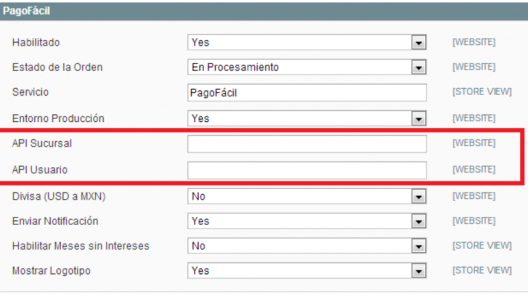 PagoFácil
Habilitado Yes [WEBSITE]
Estado de la Orden En Procesamiento [WEBSITE]
Servicio PagoFácil [STORE VIEW]
Entorno Producción Yes [WEBSITE]
API Sucursal [WEBSITE]
API Usuario [WEBSITE]
Divisa (USD a MXN) No [WEBSITE]
Enviar Notificación Yes [WEBSITE]
Habilitar Meses sin Intereses No [STORE VIEW]
Mostrar Logotipo Yes [STORE VIEW]